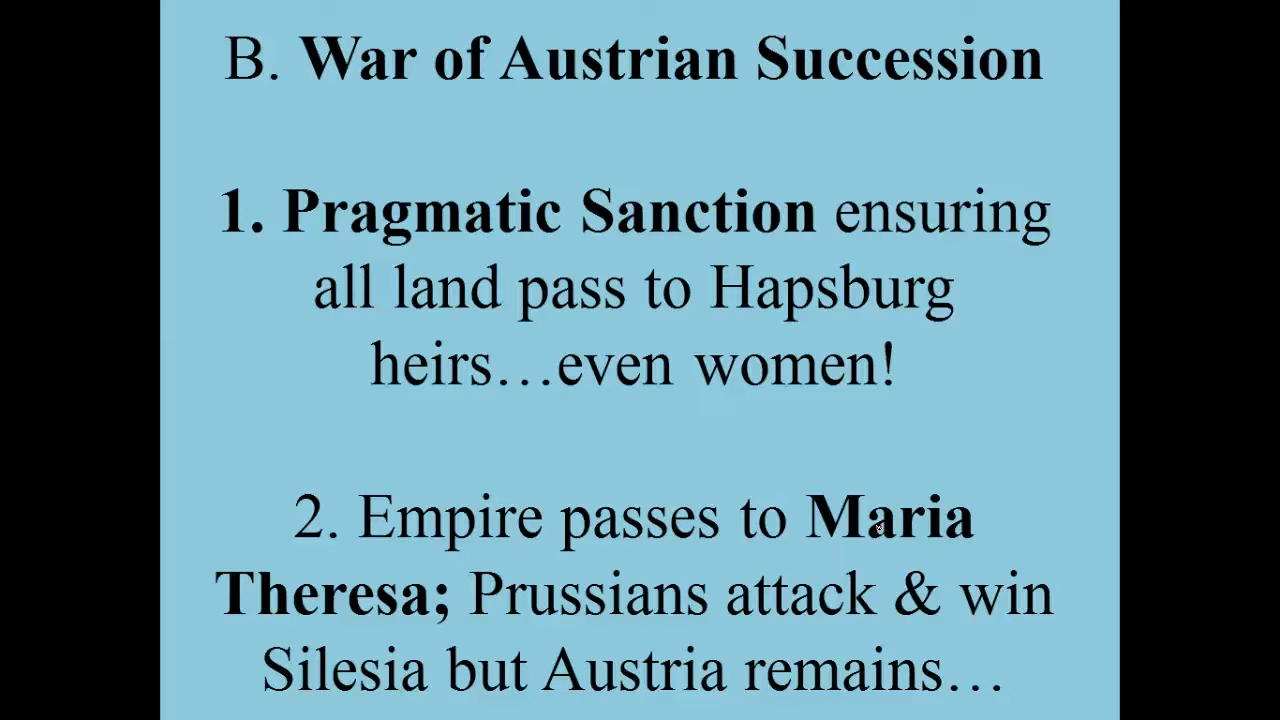 B. War of Austrian Succession
1. Pragmatic Sanction ensuring
all land pass to Hapsburg
heirs…even women!
2. Empire passes to Maria
Theresa; Prussians attack & win
Silesia but Austria remains…